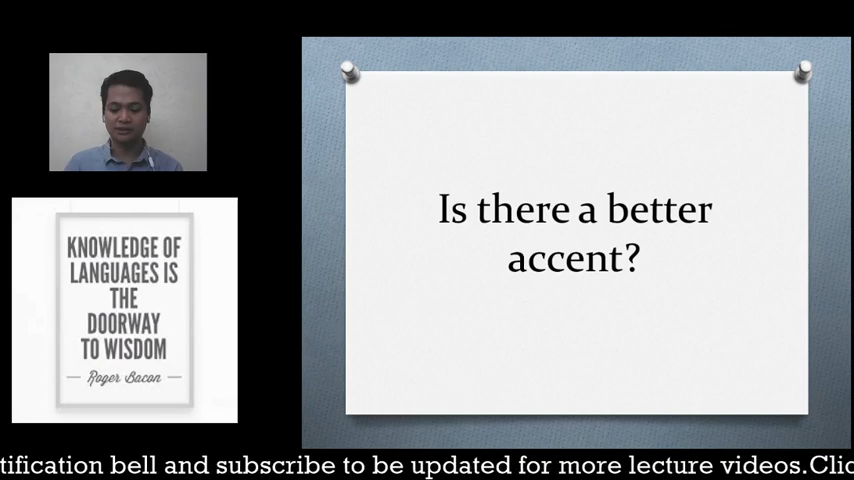 Is there a better
accent?
KNOWLEDGE OF
LANGUAGES IS
THE
DOORWAY
TO WISDOM
— Roger Bacon —
tification bell and subscribe to be updated for more lecture videos.Clic